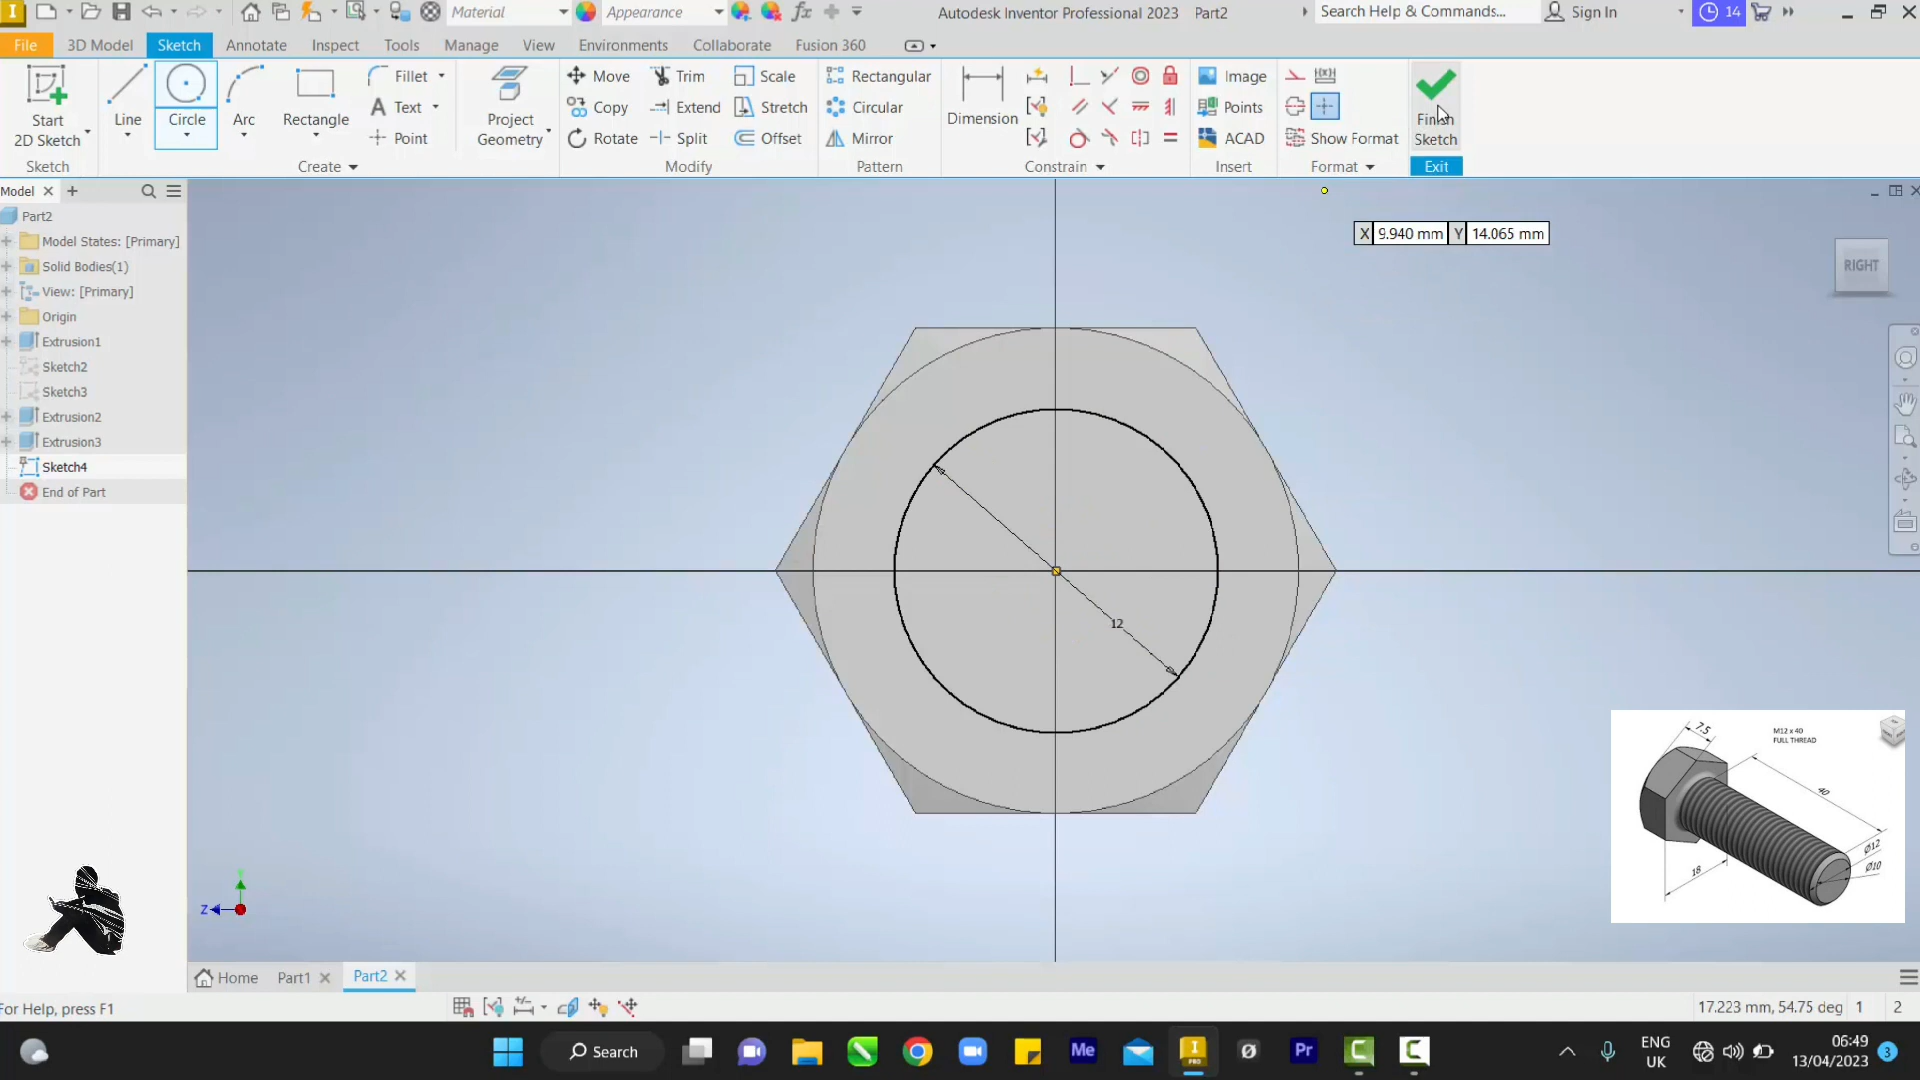 Material
Appearance
Autodesk Inventor Professional 2023 Part2
Search Help & Commands...
Sign In
14
File
3D Model
Sketch
Annotate
Inspect
Tools
Manage
View
Environments
Collaborate
Fusion 360
Start
2D Sketch
Line
Circle
Arc
Rectangle
Fillet
Text
Point
Project
Geometry
Move
Copy
Rotate
Trim
Extend
Split
Scale
Stretch
Offset
Rectangular
Circular
Mirror
Dimension
Image
Points
ACAD
Show Format
Finish
Sketch
Sketch
Create
Modify
Pattern
Constrain
Insert
Format
Exit
Model
Part2
Model States: [Primary]
Solid Bodies(1)
View: [Primary]
Origin
Extrusion1
Sketch2
Sketch3
Extrusion2
Extrusion3
Sketch4
End of Part
X 9.940 mm Y 14.065 mm
RIGHT
12
Z
7.5
M12 x 40
FULL THREAD
40
18
Ø12
Ø10
Home
Part1
Part2
For Help, press F1
17.223 mm, 54.75 deg 1 2
Search
Me
I
PRO
Ø
Pr
C
C
ENG
UK
06:49
13/04/2023
3